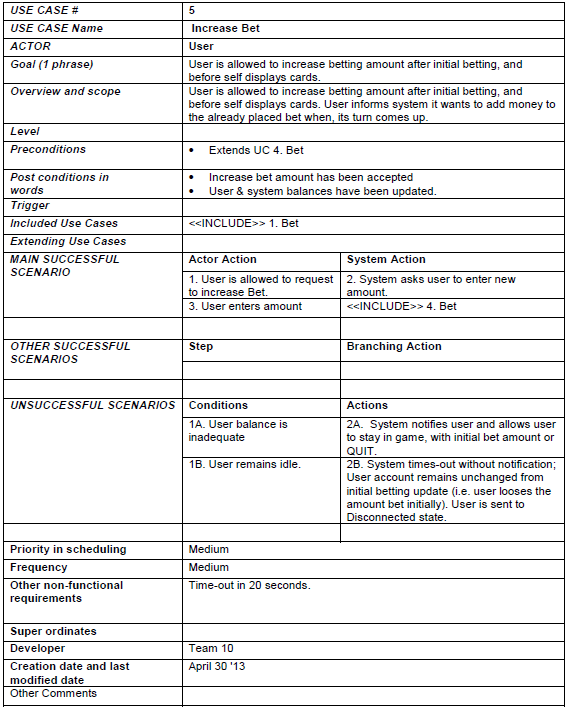 USE CASE # 5
USE CASE Name Increase Bet
ACTOR User
Goal (1 phrase) User is allowed to increase betting amount after initial betting, and
before self displays cards.
Overview and scope User is allowed to increase betting amount after initial betting, and
before self displays cards. User informs system it wants to add money to
the already placed bet when, its turn comes up.
Level
Preconditions • Extends UC 4. Bet
Post conditions in • Increase bet amount has been accepted
words • User & system balances have been updated.
Trigger
Included Use Cases <<INCLUDE>> 1. Bet
Extending Use Cases
MAIN SUCCESSFUL Actor Action System Action
SCENARIO
1. User is allowed to request 2. System asks user to enter new
to increase Bet. amount.
3. User enters amount <<INCLUDE>> 4. Bet
OTHER SUCCESSFUL Step Branching Action
SCENARIOS
UNSUCCESSFUL SCENARIOS Conditions Actions
1A. User balance is 2A. System notifies user and allows user
inadequate to stay in game, with initial bet amount or
QUIT.
1B. User remains idle. 2B. System times-out without notification;
User account remains unchanged from
initial betting update (i.e. user looses the
amount bet initially). User is sent to
Disconnected state.
Priority in scheduling Medium
Frequency Medium
Other non-functional Time-out in 20 seconds.
requirements
Super ordinates
Developer Team 10
Creation date and last April 30 '13
modified date
Other Comments